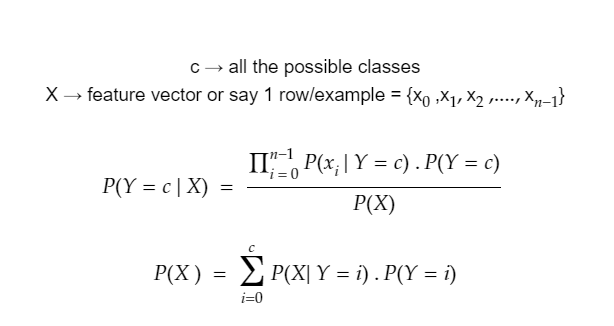 c → all the possible classes
X → feature vector or say 1 row/example = {x₀ ,x₁, x₂ ,...., xₙ₋₁}
P(Y = c | X) = ∏ᵢ₌₀ⁿ⁻¹ P(xᵢ | Y = c) . P(Y = c) / P(X)
P(X ) = ∑ᵢ₌₀ᶜ P(X| Y = i) . P(Y = i)